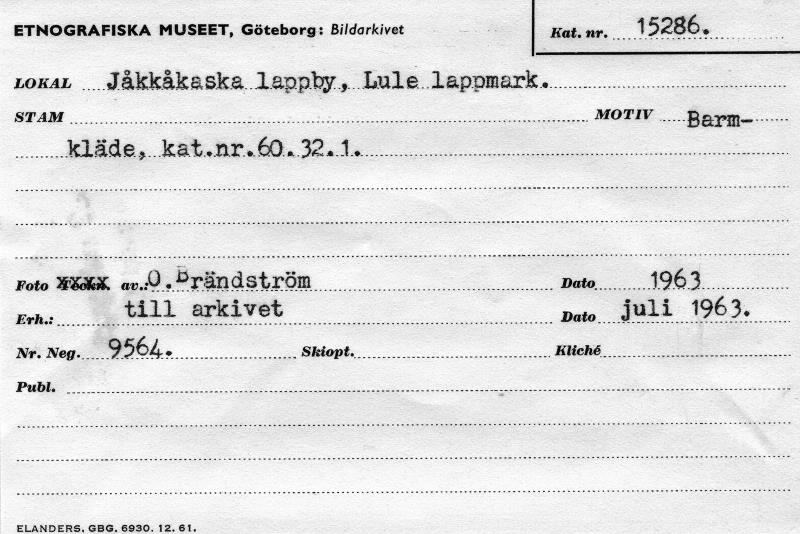 ETNOGRAFISKA MUSEET, Göteborg: Bildarkivet
Kat. nr. 15286.
LOKAL Jåkkåkaska lappby, Lule lappmark.
STAM MOTIV Barm-
kläde, kat.nr.60.32.1.
Foto Teckn. av.: O.Brändström Dato 1963
Erh.: till arkivet Dato juli 1963.
Nr. Neg. 9564. Skiopt. Kliché
Publ.
ELANDERS, GBG, 6930. 12. 61.